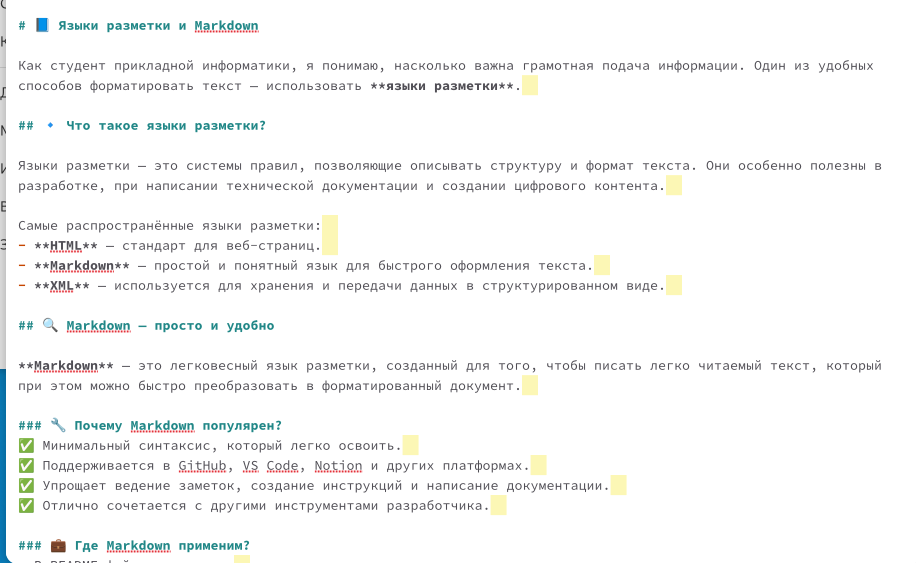 # 📘 Языки разметки и Markdown
Как студент прикладной информатики, я понимаю, насколько важна грамотная подача информации. Один из удобных
способов форматировать текст — использовать **языки разметки**.
## 🔹 Что такое языки разметки?
Языки разметки — это системы правил, позволяющие описывать структуру и формат текста. Они особенно полезны в
разработке, при написании технической документации и создании цифрового контента.
Самые распространённые языки разметки:
- **HTML** — стандарт для веб-страниц.
- **Markdown** — простой и понятный язык для быстрого оформления текста.
- **XML** — используется для хранения и передачи данных в структурированном виде.
## 🔍 Markdown — просто и удобно
**Markdown** — это легковесный язык разметки, созданный для того, чтобы писать легко читаемый текст, который
при этом можно быстро преобразовать в форматированный документ.
### 🔧 Почему Markdown популярен?
✅ Минимальный синтаксис, который легко освоить.
✅ Поддерживается в GitHub, VS Code, Notion и других платформах.
✅ Упрощает ведение заметок, создание инструкций и написание документации.
✅ Отлично сочетается с другими инструментами разработчика.
### 💼 Где Markdown применим?